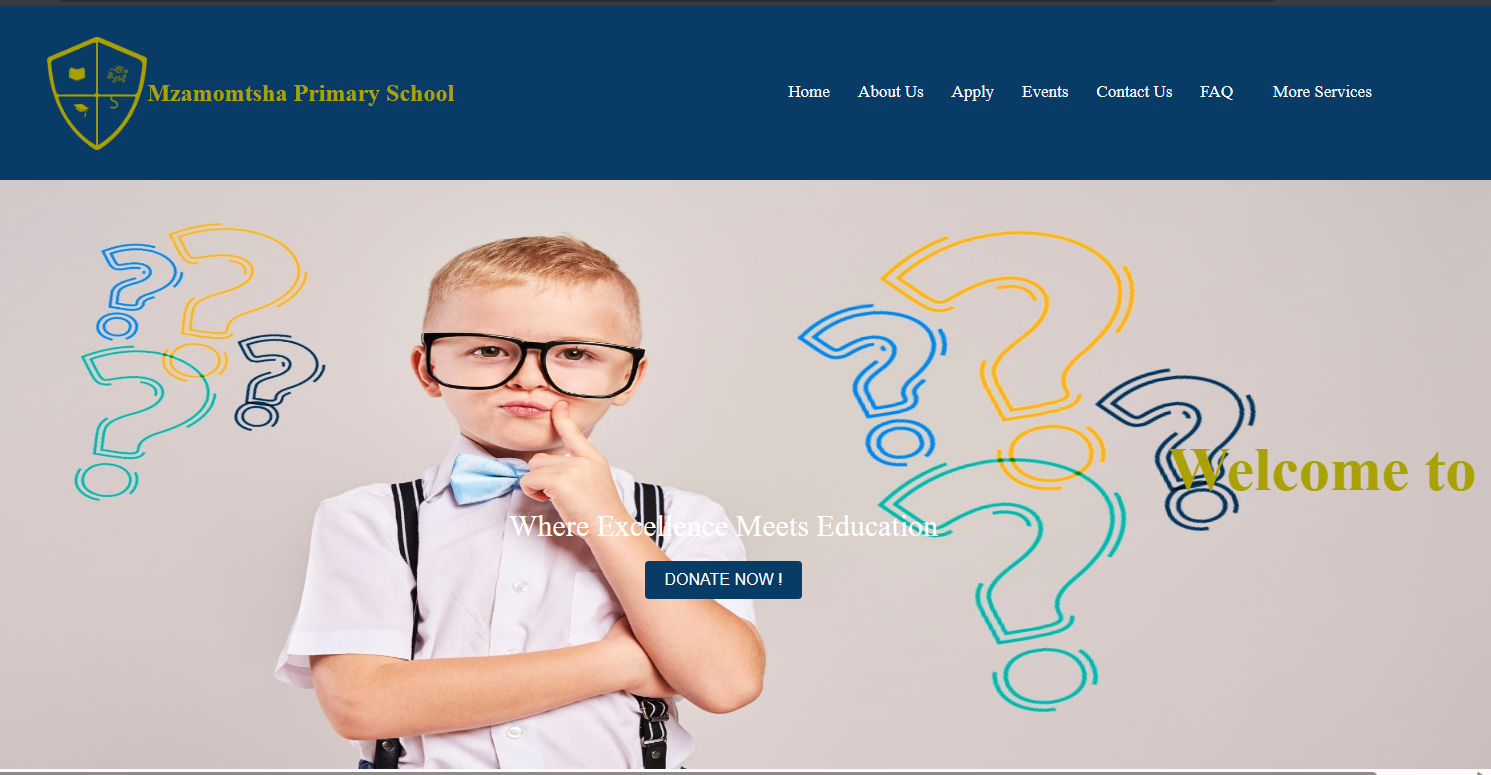 Mzamomtsha Primary School
Home About Us Apply Events Contact Us FAQ More Services
S
Welcome to
Where Excellence Meets Education
DONATE NOW !